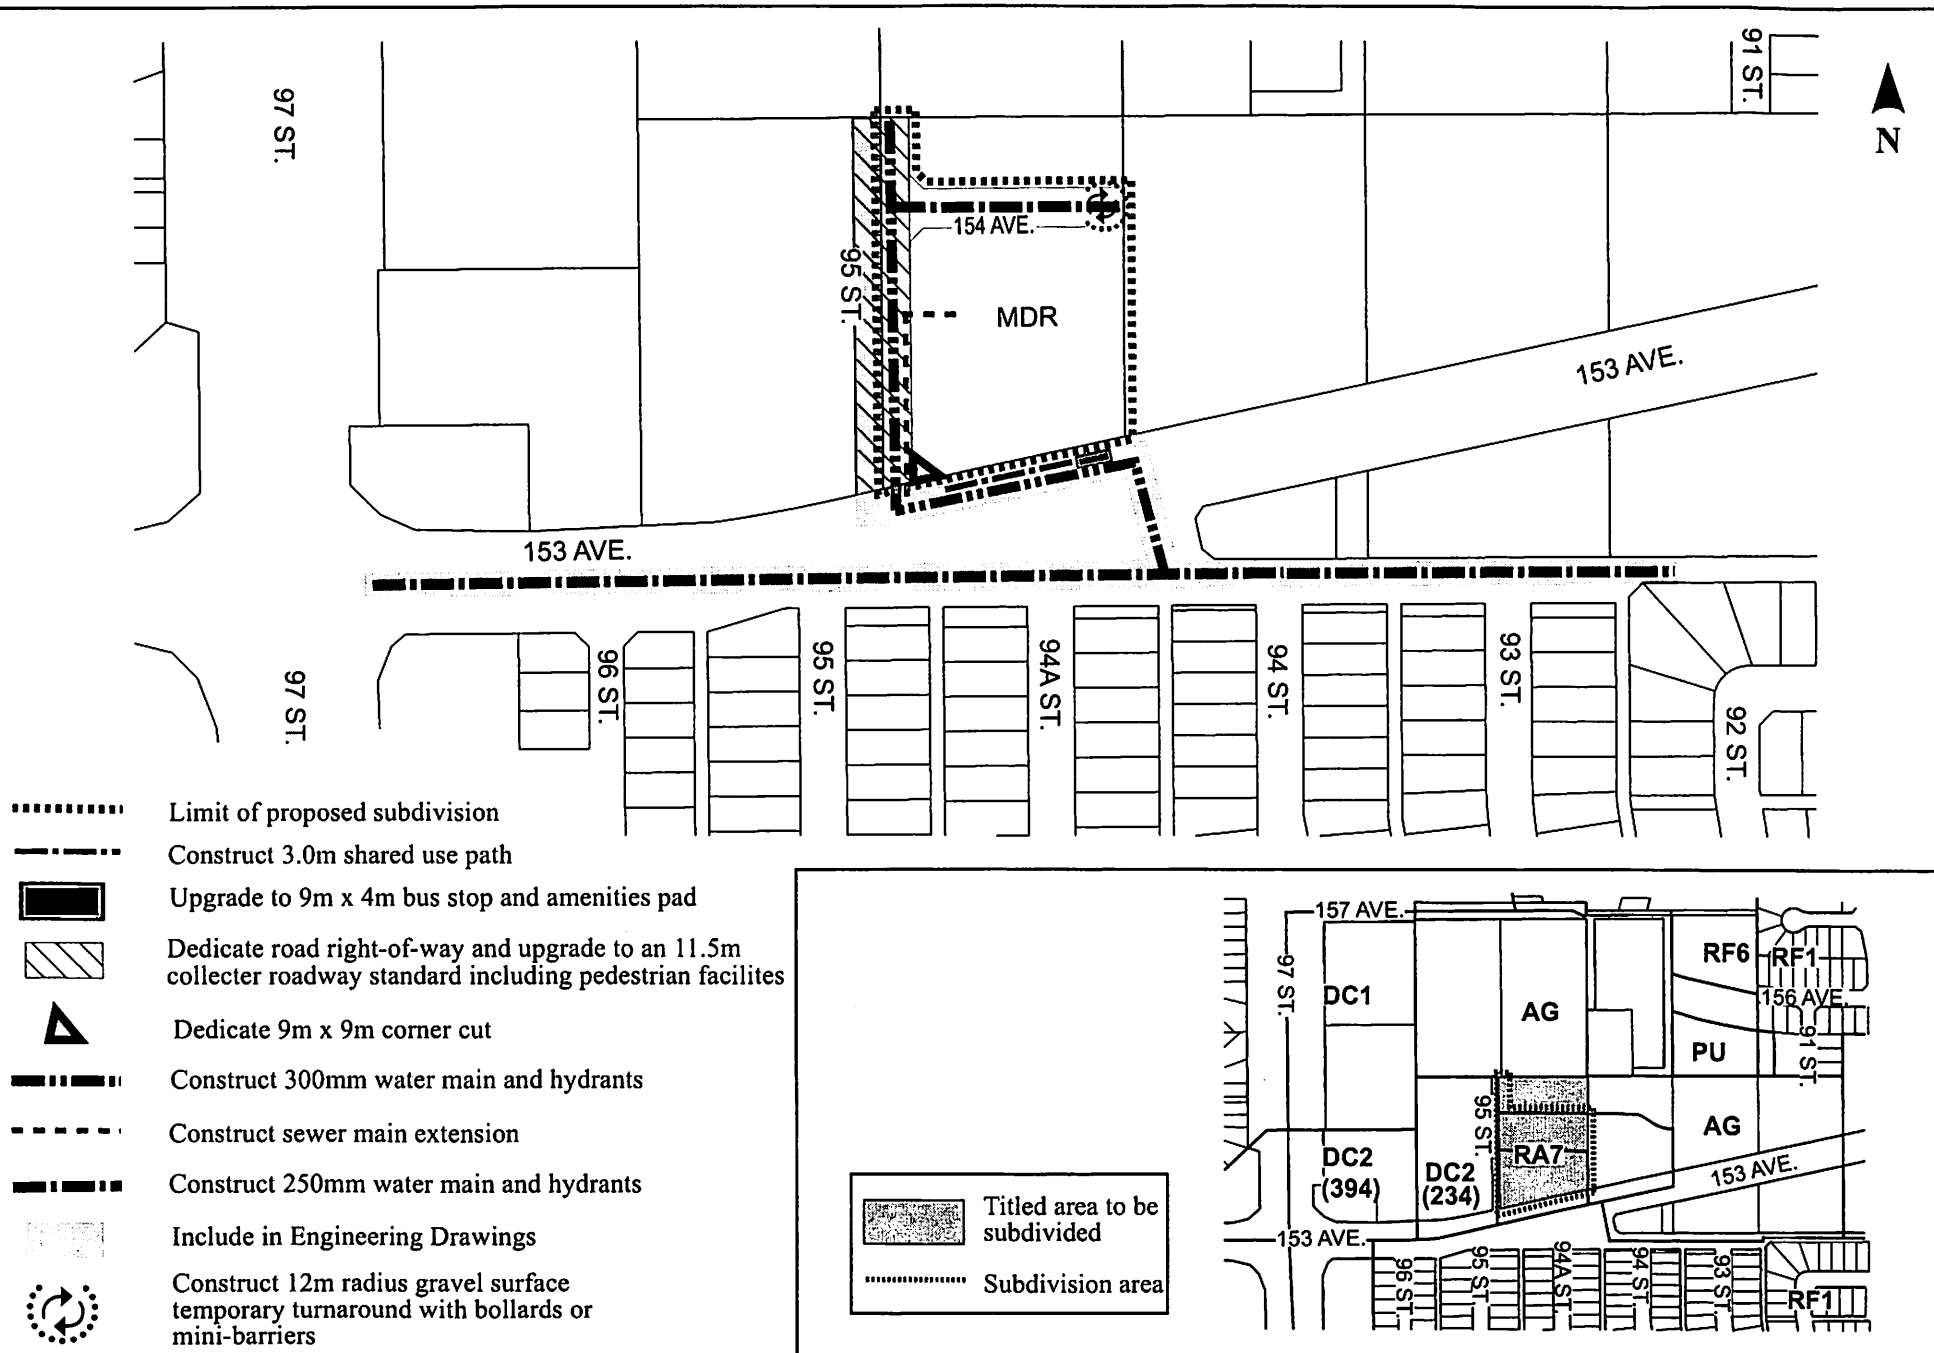 97 ST.
91 ST.
N
154 AVE.
95 ST.
MDR
153 AVE.
153 AVE.
97 ST.
96 ST.
95 ST.
94A ST.
94 ST.
93 ST.
92 ST.
Limit of proposed subdivision
Construct 3.0m shared use path
Upgrade to 9m x 4m bus stop and amenities pad
Dedicate road right-of-way and upgrade to an 11.5m
collecter roadway standard including pedestrian facilites
Dedicate 9m x 9m corner cut
Construct 300mm water main and hydrants
Construct sewer main extension
Construct 250mm water main and hydrants
Include in Engineering Drawings
Construct 12m radius gravel surface
temporary turnaround with bollards or
mini-barriers
Titled area to be
subdivided
Subdivision area
157 AVE.
97 ST.
RF6
RF1
DC1
AG
156 AVE.
PU
91 ST.
95 ST.
AG
RA7
DC2
(394)
DC2
(234)
153 AVE.
153 AVE.
96 ST.
95 ST.
94A ST.
94 ST.
93 ST.
RF1